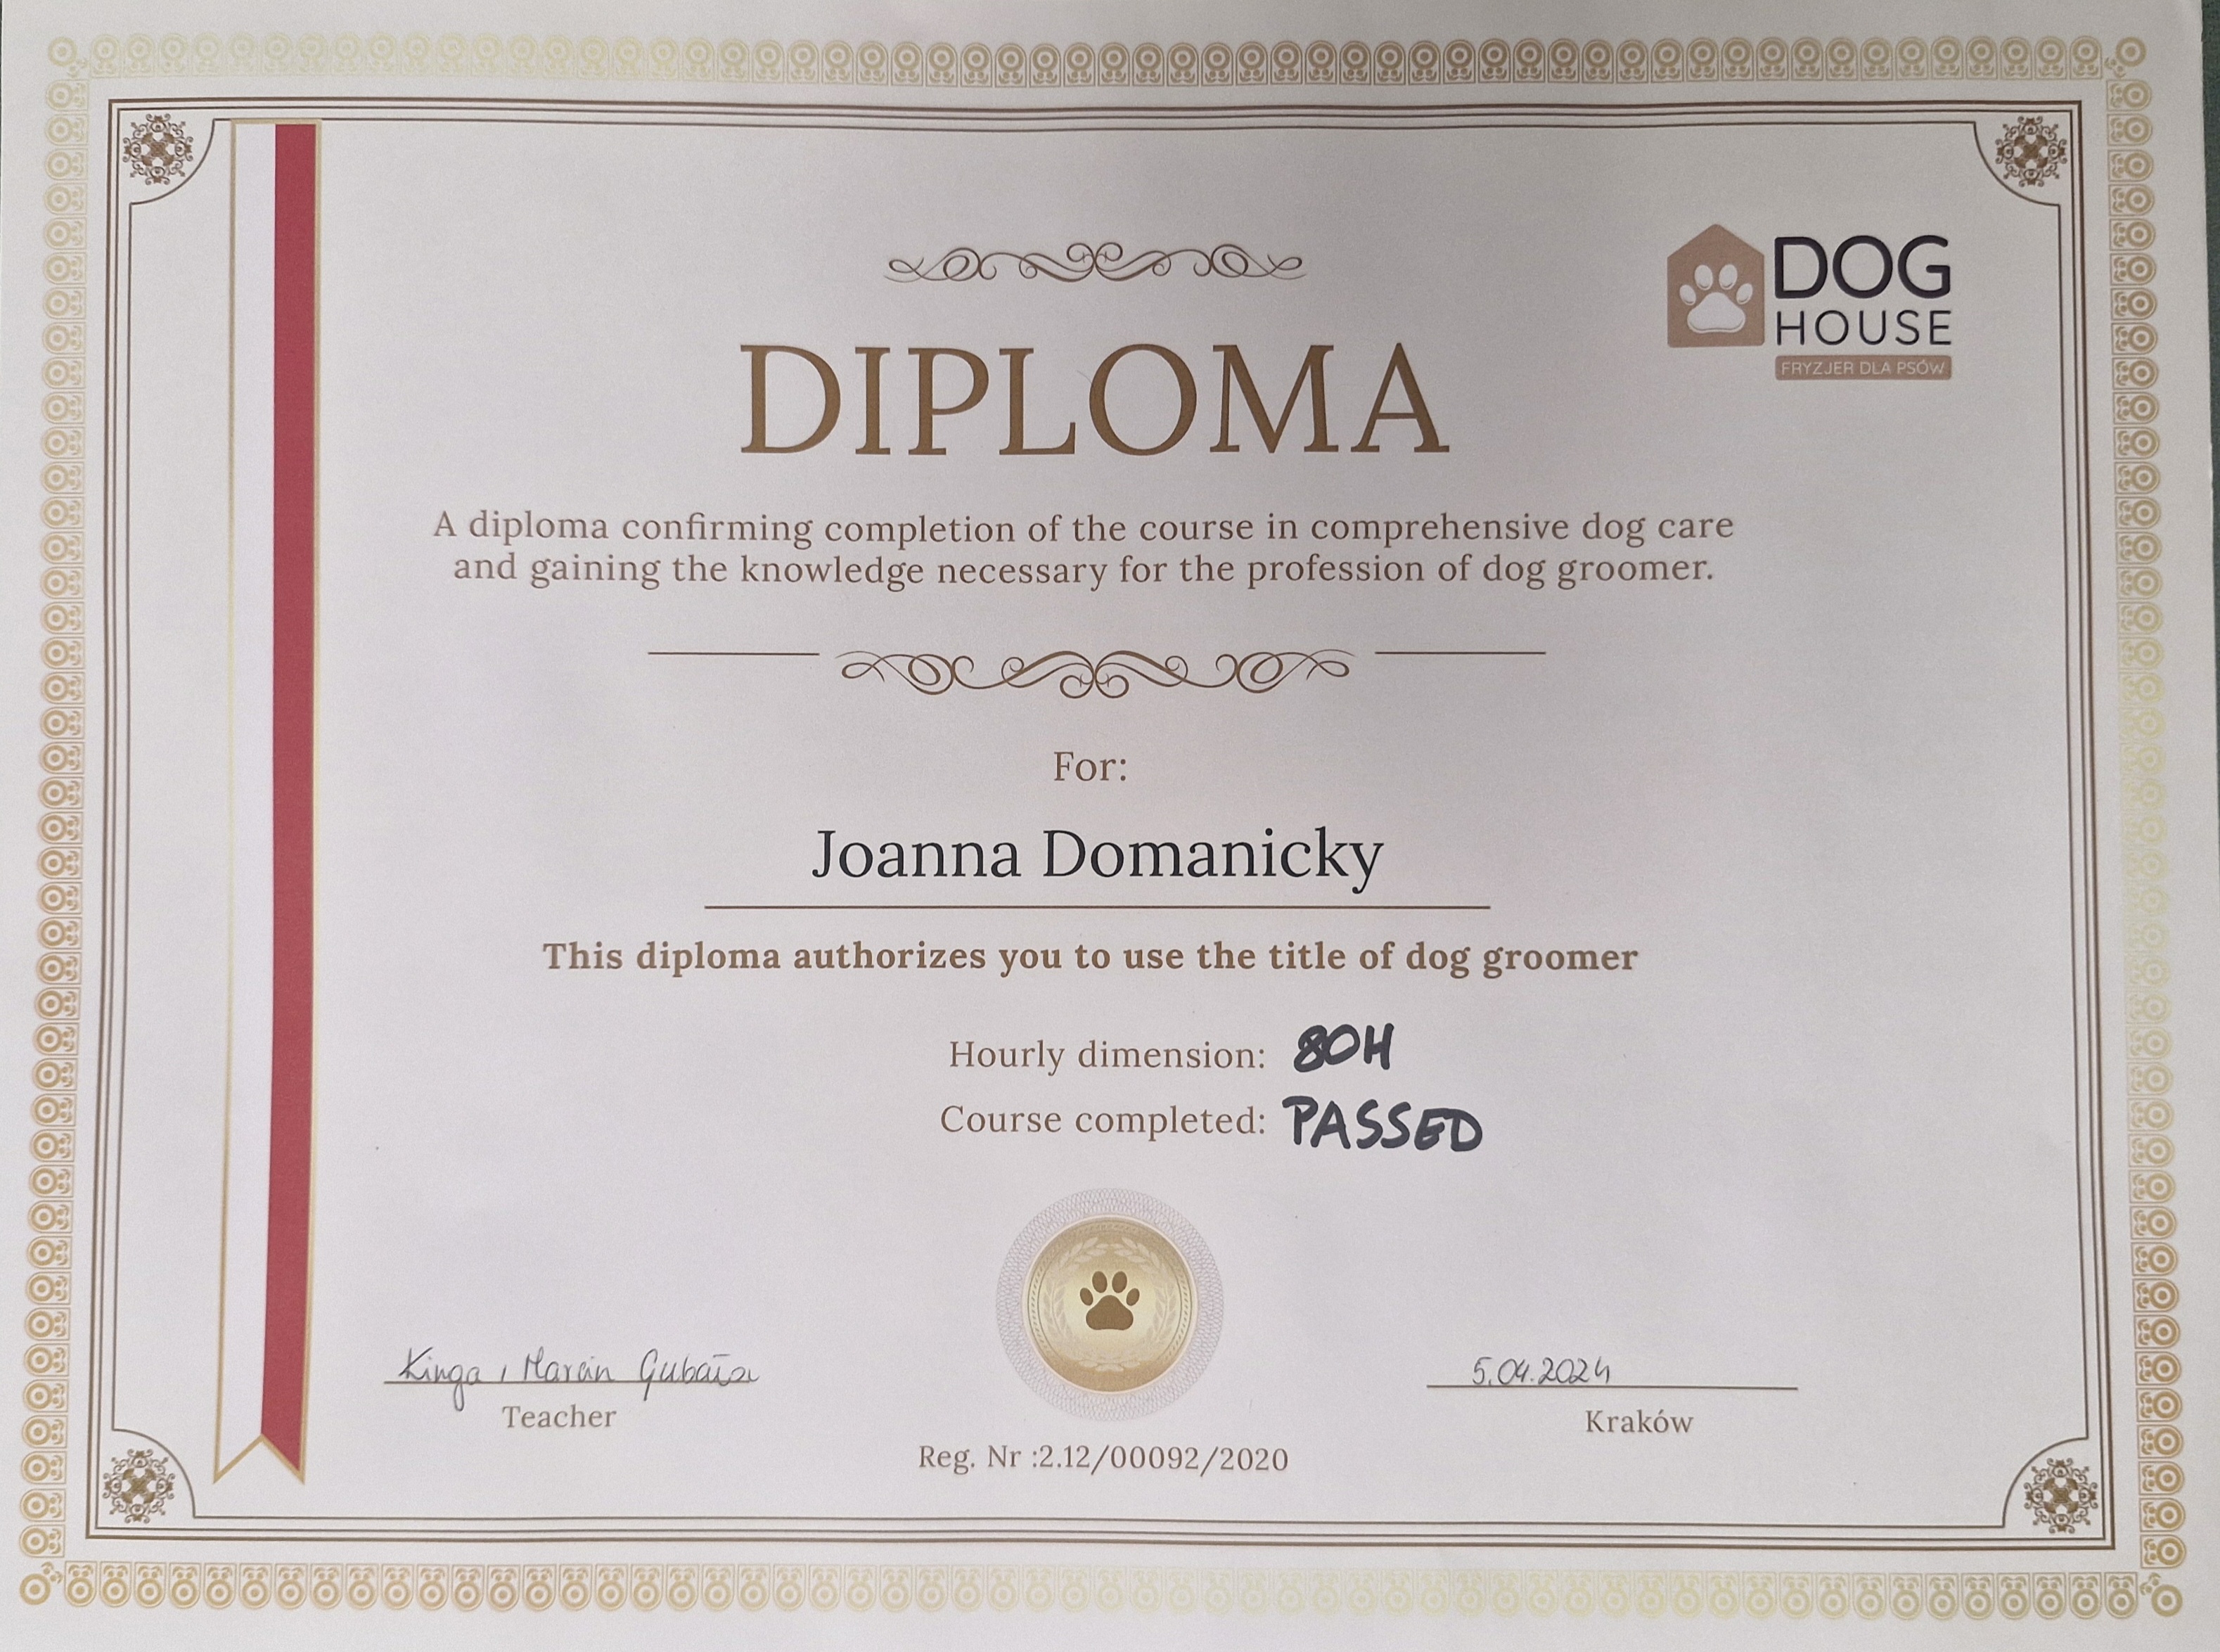 DOG
HOUSE
FRYZJER DLA PSÓW
DIPLOMA
A diploma confirming completion of the course in comprehensive dog care
and gaining the knowledge necessary for the profession of dog groomer.
For:
Joanna Domanicky
This diploma authorizes you to use the title of dog groomer
Hourly dimension: 80H
Course completed: PASSED
Kinga i Marcin
Teacher
5.04.2024
Kraków
Reg. Nr :2.12/00092/2020